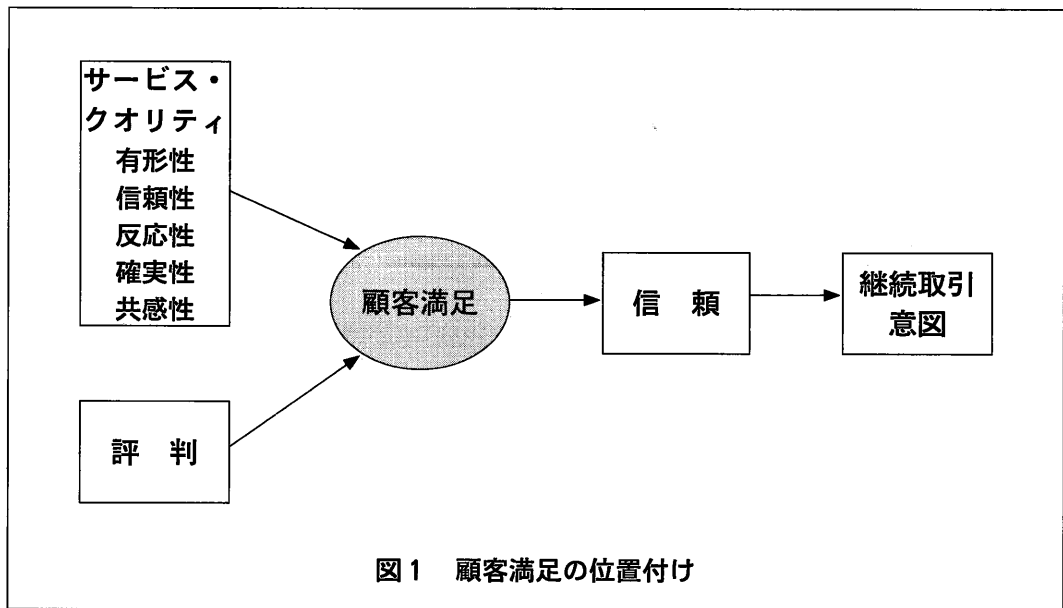 サービス・
クオリティ
有形性
信頼性
反応性
確実性
共感性
評　判
顧客満足
信　頼
継続取引
意図
図1　顧客満足の位置付け